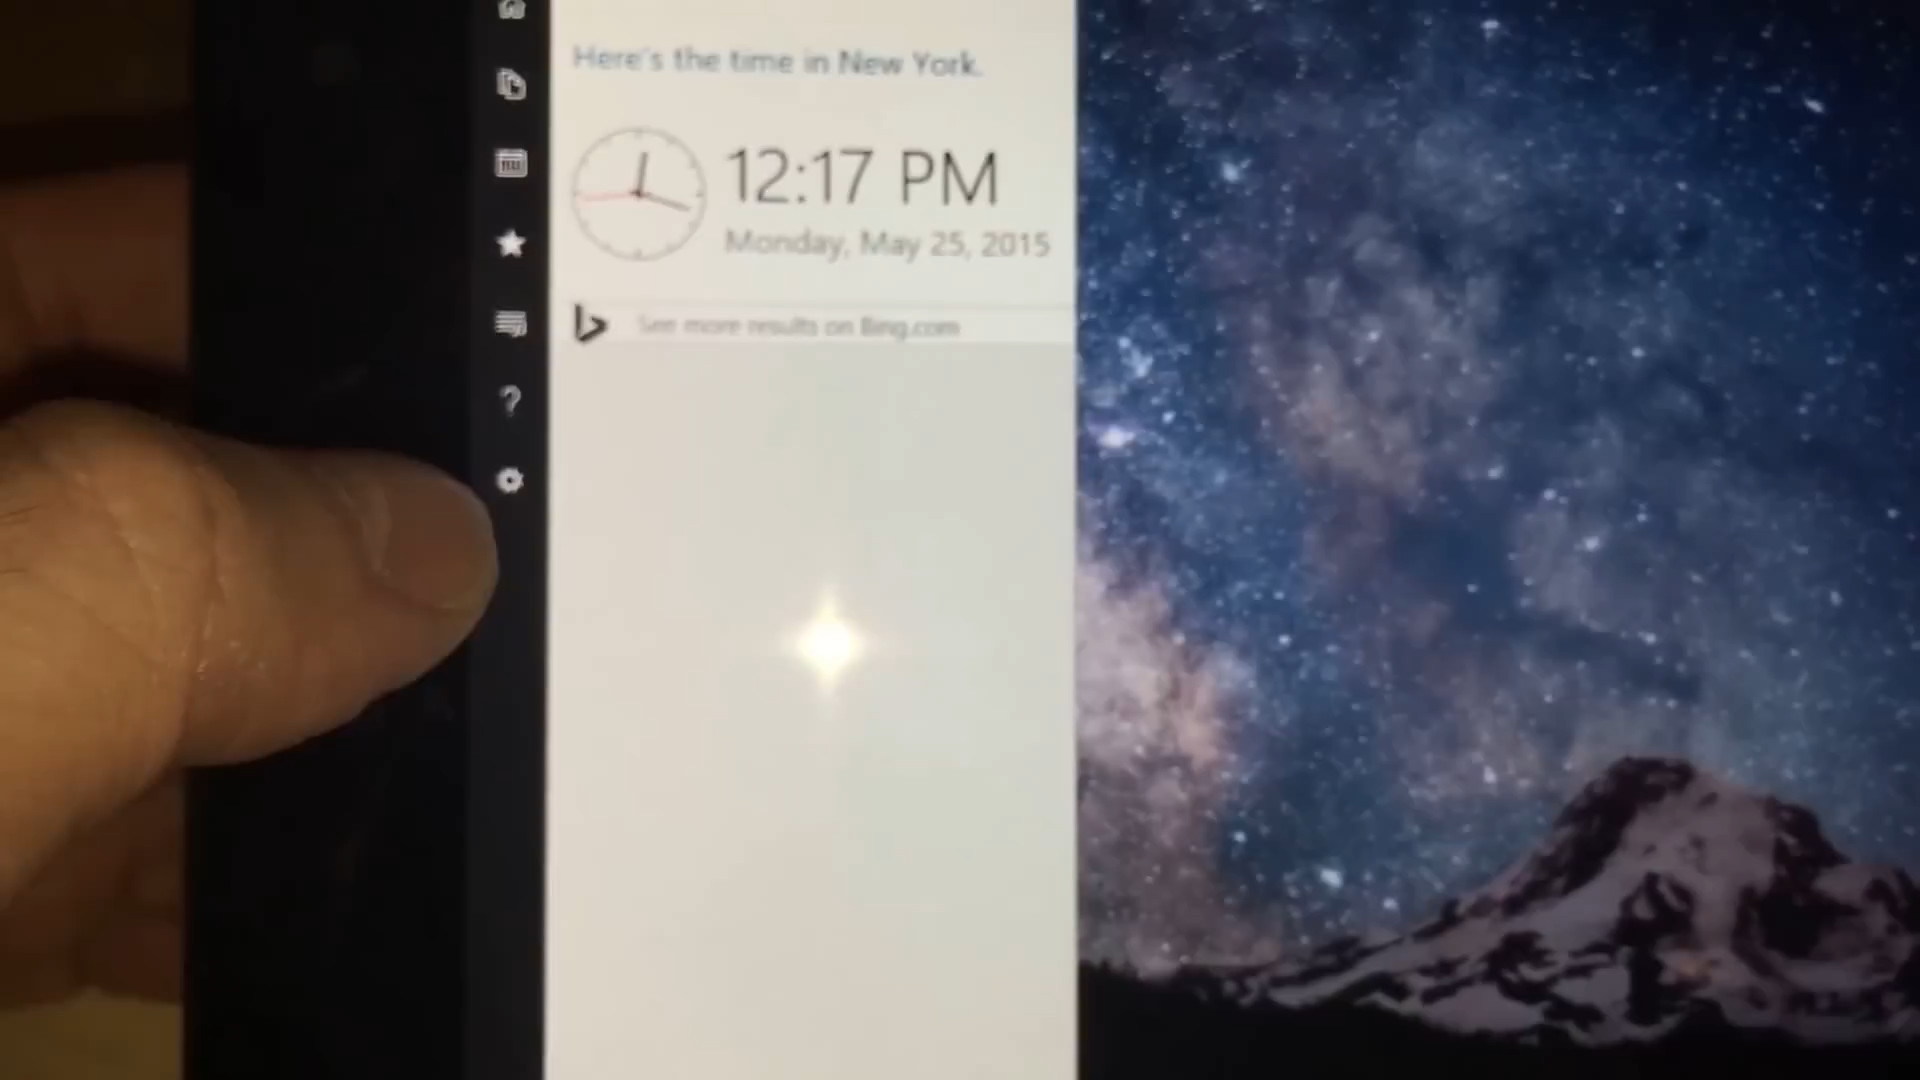 Here's the time in New York.
12:17 PM
Monday, May 25, 2015
See more results on Bing.com